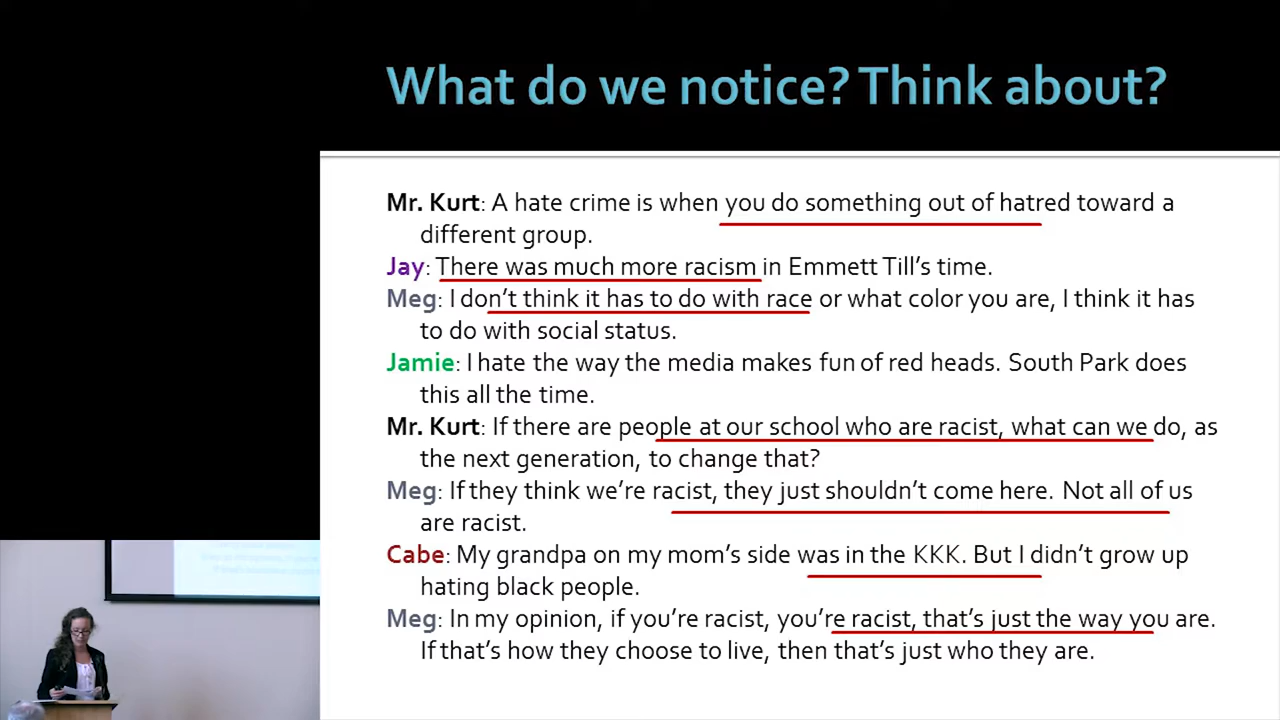 What do we notice? Think about?
Mr. Kurt: A hate crime is when you do something out of hatred toward a
different group.
Jay: There was much more racism in Emmett Till's time.
Meg: I don't think it has to do with race or what color you are, I think it has
to do with social status.
Jamie: I hate the way the media makes fun of red heads. South Park does
this all the time.
Mr. Kurt: If there are people at our school who are racist, what can we do, as
the next generation, to change that?
Meg: If they think we're racist, they just shouldn't come here. Not all of us
are racist.
Cabe: My grandpa on my mom's side was in the KKK. But I didn't grow up
hating black people.
Meg: In my opinion, if you're racist, you're racist, that's just the way you are.
If that's how they choose to live, then that's just who they are.